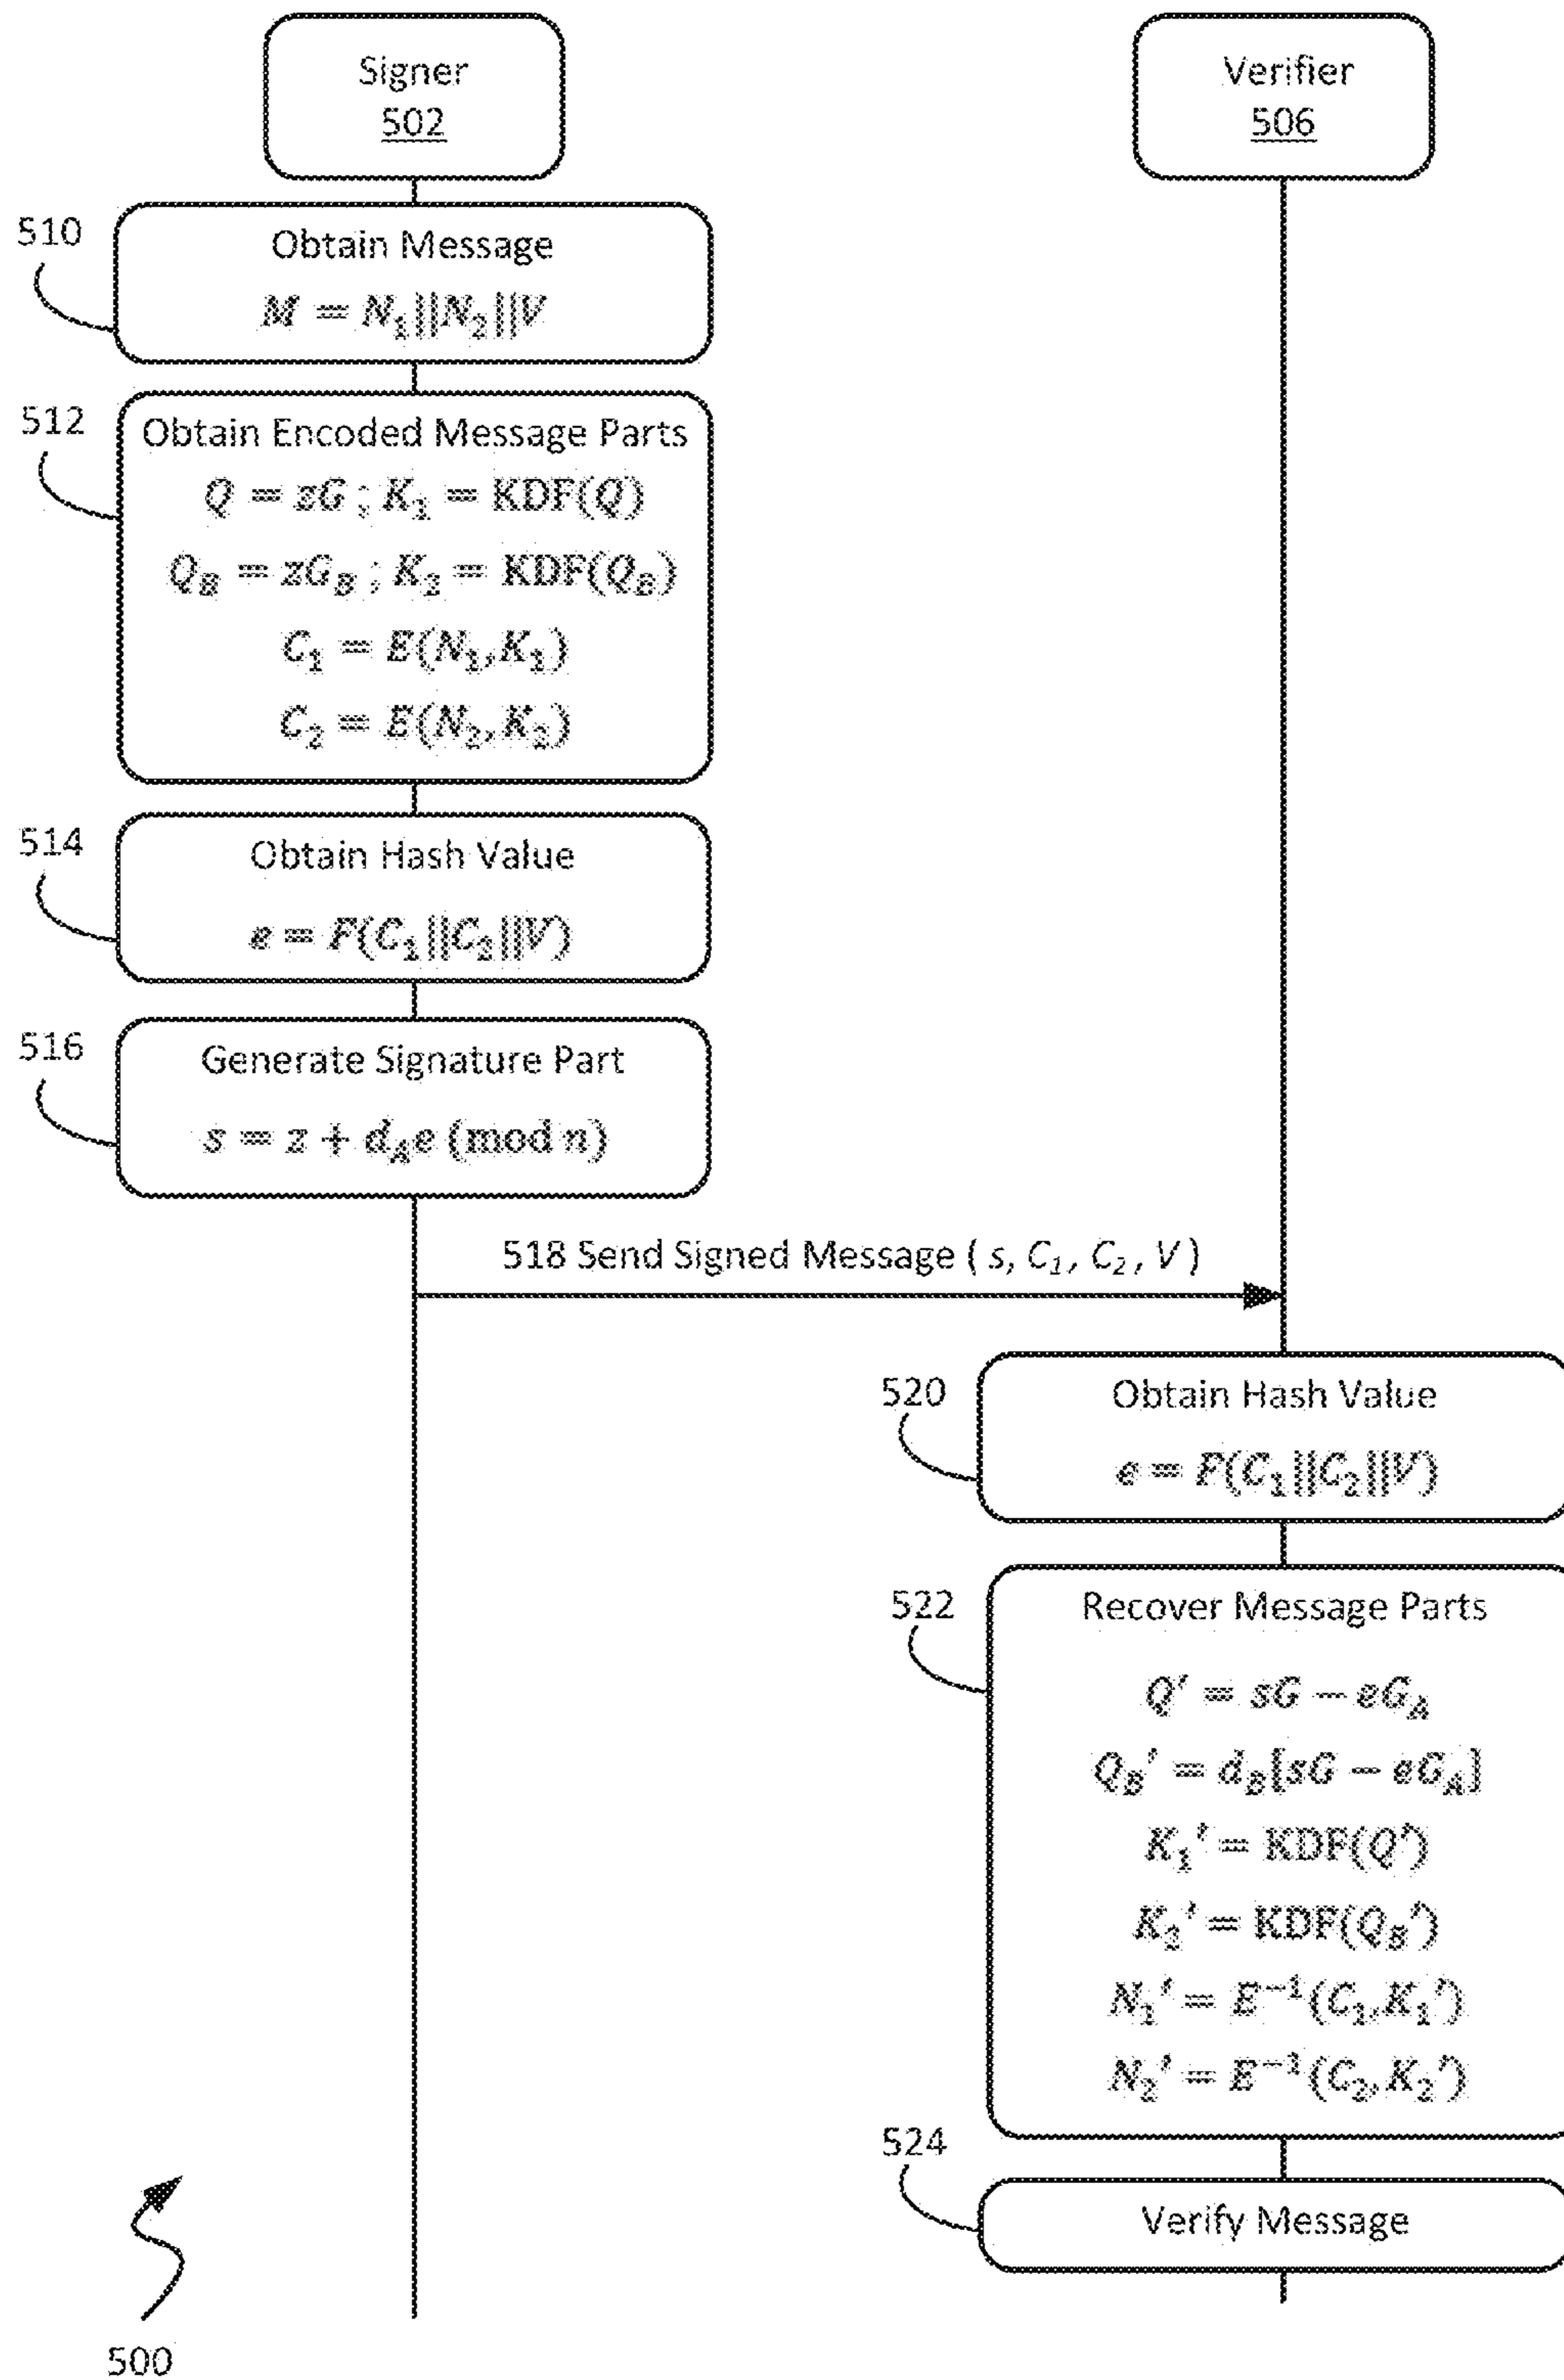 Signer
502
Verifier
506
510
Obtain Message
M = N₁||N₂||V
512
Obtain Encoded Message Parts
Q = zG ; K₁ = KDF(Q)
Q_B = zG_B ; K₂ = KDF(Q_B)
C₁ = E(N₁,K₁)
C₂ = E(N₂,K₂)
514
Obtain Hash Value
e = F(C₁||C₂||V)
516
Generate Signature Part
s = z + d_A e (mod n)
518 Send Signed Message ( s, C₁, C₂, V )
520
Obtain Hash Value
e = F(C₁||C₂||V)
522
Recover Message Parts
Q′ = sG − eG_A
Q_B′ = d_B[sG − eG_A]
K₁′ = KDF(Q′)
K₂′ = KDF(Q_B′)
N₁′ = E⁻¹(C₁,K₁′)
N₂′ = E⁻¹(C₂,K₂′)
524
Verify Message
500